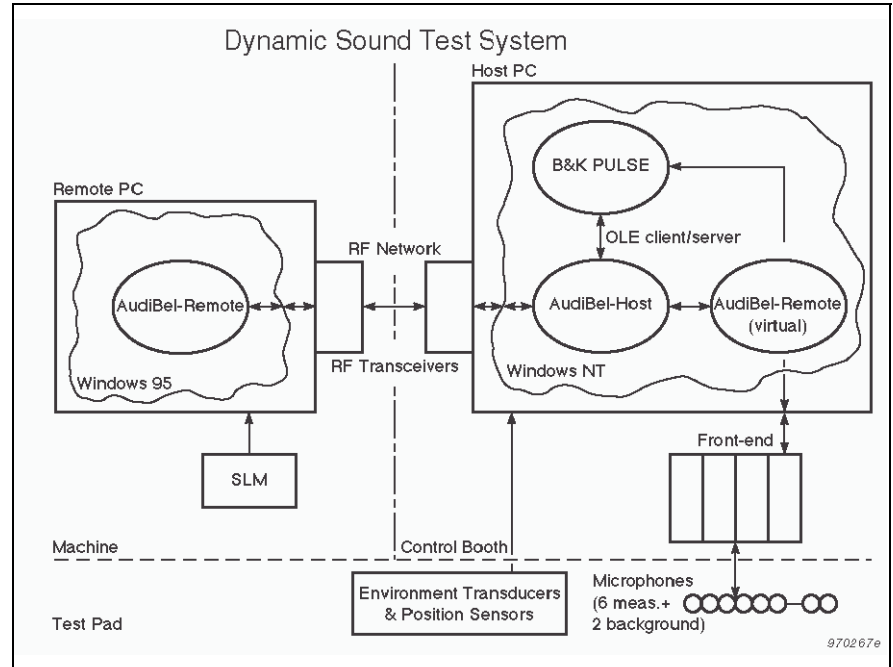 Dynamic Sound Test System
Host PC
B&K PULSE
Remote PC
RF Network
OLE client/server
AudiBel-Remote
AudiBel-Host
AudiBel-Remote
(virtual)
Windows 95
RF Transceivers
Windows NT
Front-end
SLM
Machine
Control Booth
Environment Transducers
& Position Sensors
Microphones
(6 meas.+
2 background)
Test Pad
970267e